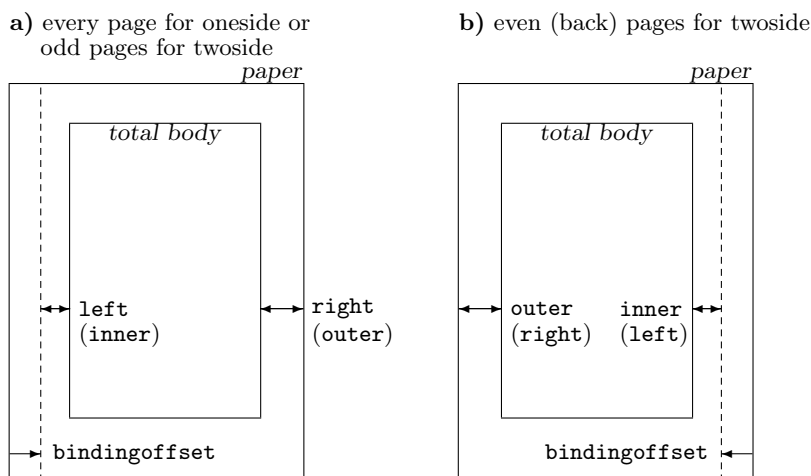 a) every page for oneside or
odd pages for twoside
paper
total body
left
(inner)
right
(outer)
bindingoffset
b) even (back) pages for twoside
paper
total body
outer
(right)
inner
(left)
bindingoffset